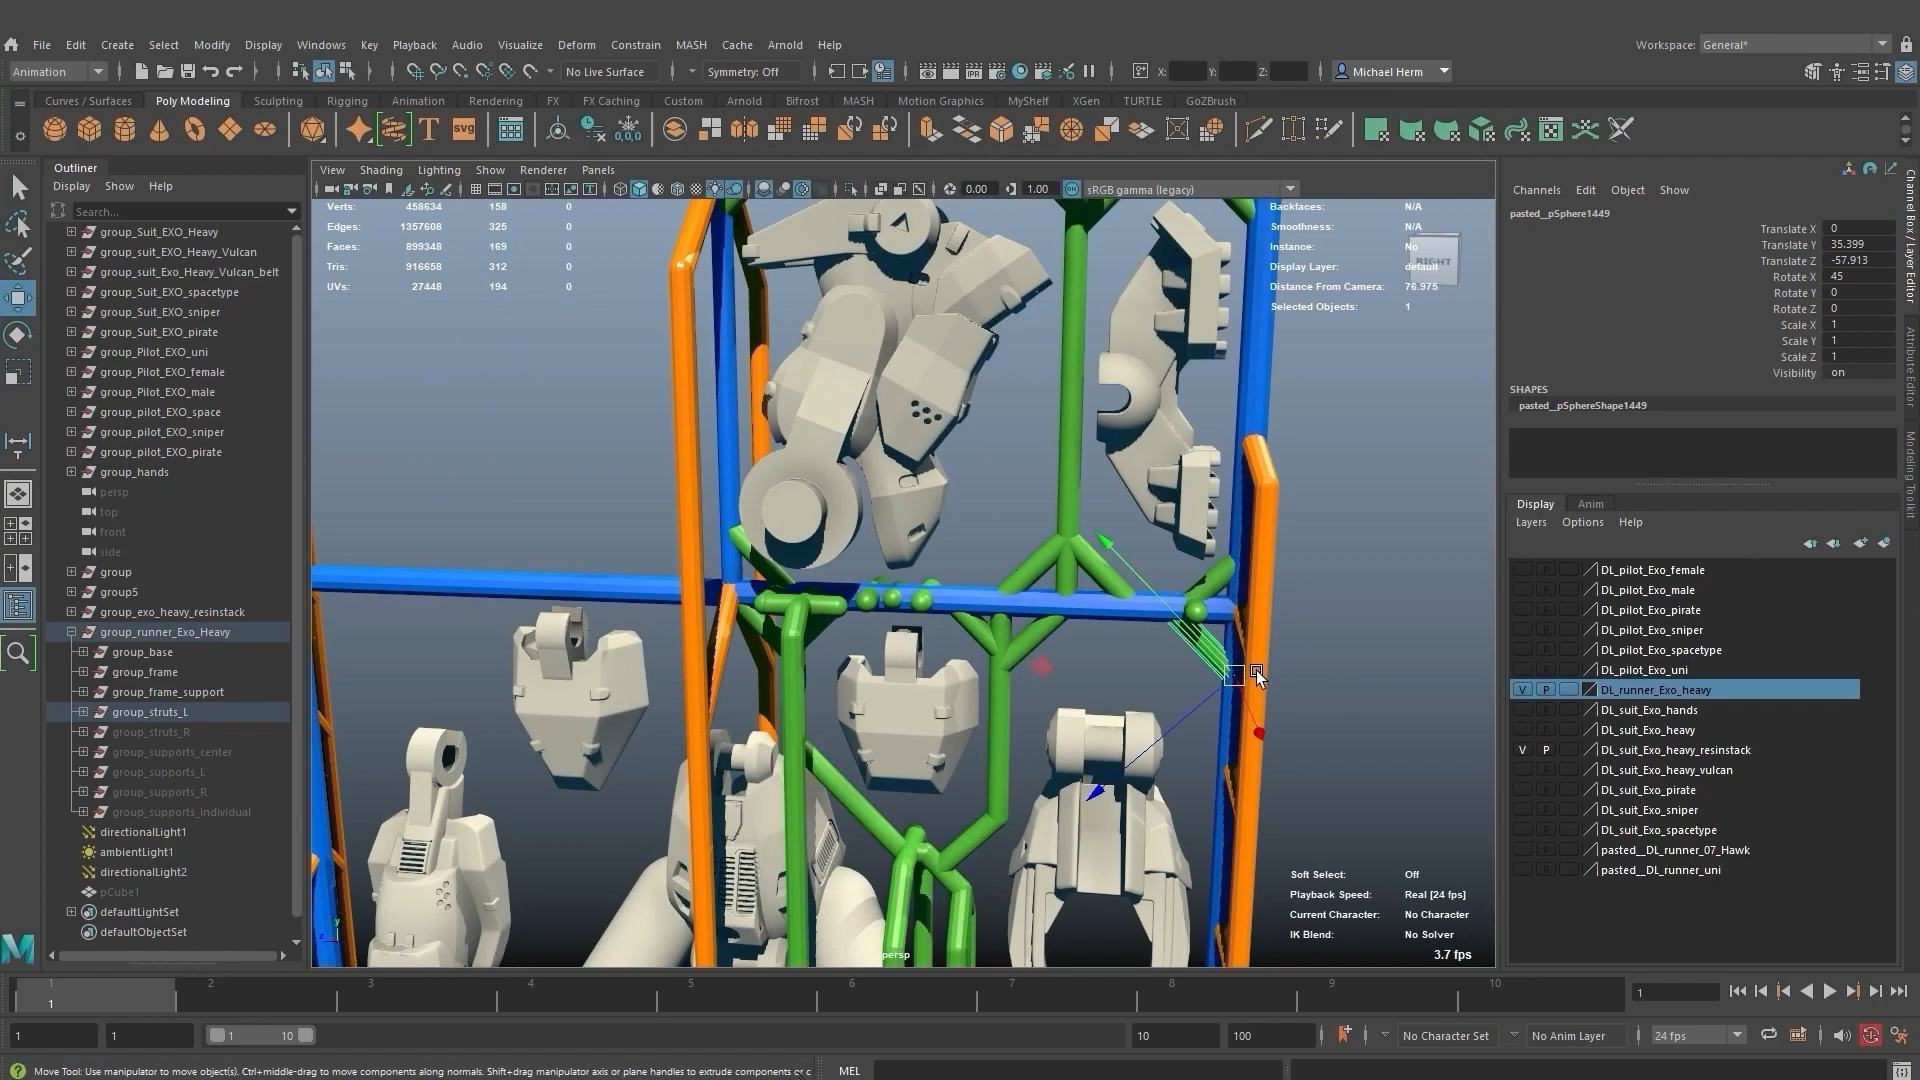 File Edit Create Select Modify Display Windows Key Playback Audio Visualize Deform Constrain MASH Cache Arnold Help Workspace: General*
Animation No Live Surface Symmetry: Off X: Y: Z: Michael Herm
Curves / Surfaces Poly Modeling Sculpting Rigging Animation Rendering FX FX Caching Custom Arnold Bifrost MASH Motion Graphics MyShelf XGen TURTLE GoZBrush
Outliner
Display Show Help
Search...
group_Suit_EXO_Heavy
group_suit_EXO_Heavy_Vulcan
group_suit_Exo_Heavy_Vulcan_belt
group_Suit_EXO_spacetype
group_Suit_EXO_sniper
group_Suit_EXO_pirate
group_Pilot_EXO_uni
group_Pilot_EXO_female
group_Pilot_EXO_male
group_pilot_EXO_space
group_pilot_EXO_sniper
group_pilot_EXO_pirate
group_hands
persp
top
front
side
group
group5
group_exo_heavy_resinstack
group_runner_Exo_Heavy
group_base
group_frame
group_frame_support
group_struts_L
group_struts_R
group_supports_center
group_supports_L
group_supports_R
group_supports_individual
directionalLight1
ambientLight1
directionalLight2
pCube1
defaultLightSet
defaultObjectSet
View Shading Lighting Show Renderer Panels
0.00 1.00 sRGB gamma (legacy)
Verts: 458634 158 0
Edges: 1357608 325 0
Faces: 899348 169 0
Tris: 916658 312 0
UVs: 27448 194 0
Backfaces: N/A
Smoothness: N/A
Instance: No
Display Layer: default
Distance From Camera: 76.975
Selected Objects: 1
RIGHT
Soft Select: Off
Playback Speed: Real [24 fps]
Current Character: No Character
IK Blend: No Solver
3.7 fps
persp
Channels Edit Object Show
pasted__pSphere1449
Translate X 0
Translate Y 35.399
Translate Z -57.913
Rotate X 45
Rotate Y 0
Rotate Z 0
Scale X 1
Scale Y 1
Scale Z 1
Visibility on
SHAPES
pasted__pSphereShape1449
Display Anim
Layers Options Help
DL_pilot_Exo_female
DL_pilot_Exo_male
DL_pilot_Exo_pirate
DL_pilot_Exo_sniper
DL_pilot_Exo_spacetype
DL_pilot_Exo_uni
V P DL_runner_Exo_heavy
DL_suit_Exo_hands
DL_suit_Exo_heavy
V P DL_suit_Exo_heavy_resinstack
DL_suit_Exo_heavy_vulcan
DL_suit_Exo_pirate
DL_suit_Exo_sniper
DL_suit_Exo_spacetype
pasted__DL_runner_07_Hawk
pasted__DL_runner_uni
Channel Box / Layer Editor
Attribute Editor
Modeling Toolkit
1 2 3 4 5 6 7 8 9 10
1 1
1 1 1 10 10 100 No Character Set No Anim Layer 24 fps
Move Tool: Use manipulator to move object(s). Ctrl+middle-drag to move components along normals. Shift+drag manipulator axis or plane handles to extrude components or c MEL